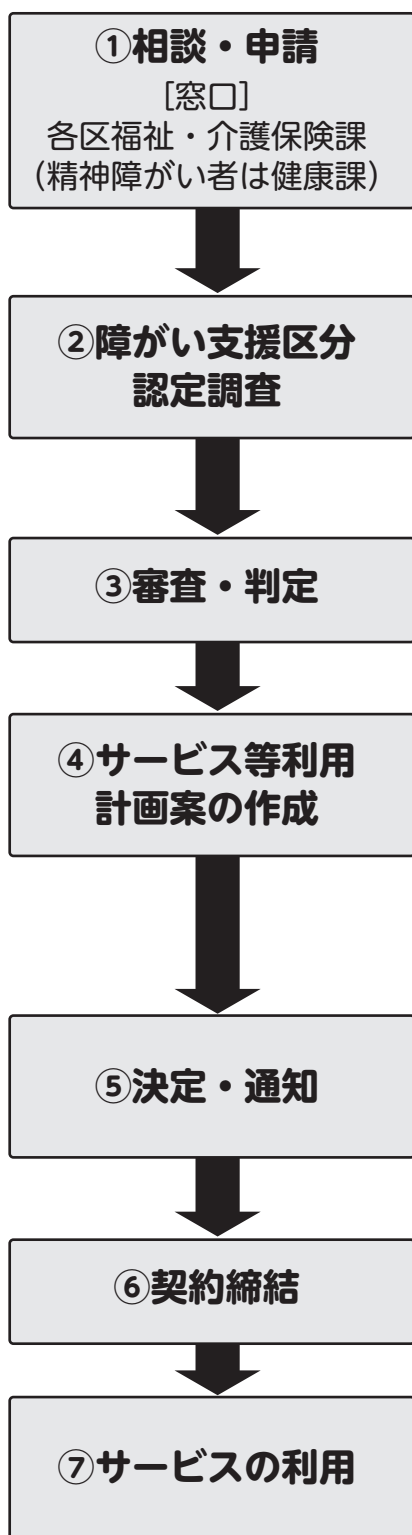 ①相談・申請
[窓口]
各区福祉・介護保険課
(精神障がい者は健康課)
②障がい支援区分
認定調査
③審査・判定
④サービス等利用
計画案の作成
⑤決定・通知
⑥契約締結
⑦サービスの利用